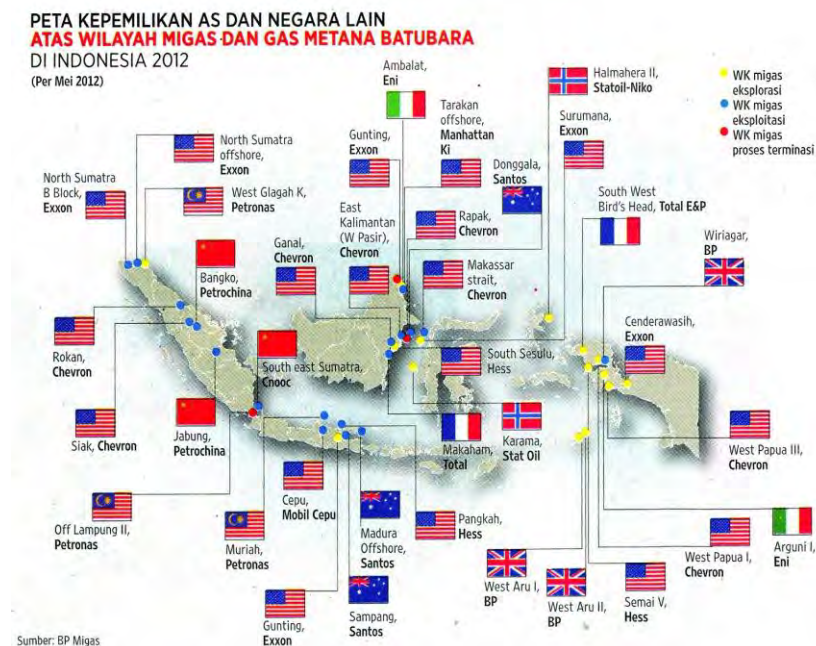 PETA KEPEMILIKAN AS DAN NEGARA LAIN
ATAS WILAYAH MIGAS DAN GAS METANA BATUBARA
DI INDONESIA 2012
(Per Mei 2012)
WK migas
eksplorasi
WK migas
eksploitasi
WK migas
proses terminasi
Ambalat,
Eni
Halmahera II,
Statoil-Niko
Tarakan
offshore,
Manhattan
Ki
Surumana,
Exxon
North Sumatra
offshore,
Exxon
Gunting,
Exxon
Donggala,
Santos
North Sumatra
B Block,
Exxon
West Glagah K,
Petronas
South West
Bird's Head, Total E&P
East
Kalimantan
(W Pasir),
Chevron
Rapak,
Chevron
Wiriagar,
BP
Ganal,
Chevron
Bangko,
Petrochina
Makassar
strait,
Chevron
Cenderawasih,
Exxon
Rokan,
Chevron
South east Sumatra,
Cnooc
South Sesulu,
Hess
Siak, Chevron
Jabung,
Petrochina
Makaham,
Total
Karama,
Stat Oil
West Papua III,
Chevron
Off Lampung II,
Petronas
Muriah,
Petronas
Cepu,
Mobil Cepu
Madura
Offshore,
Santos
Pangkah,
Hess
West Papua I,
Chevron
Arguni I,
Eni
West Aru I,
BP
West Aru II,
BP
Semai V,
Hess
Gunting,
Exxon
Sampang,
Santos
Sumber: BP Migas